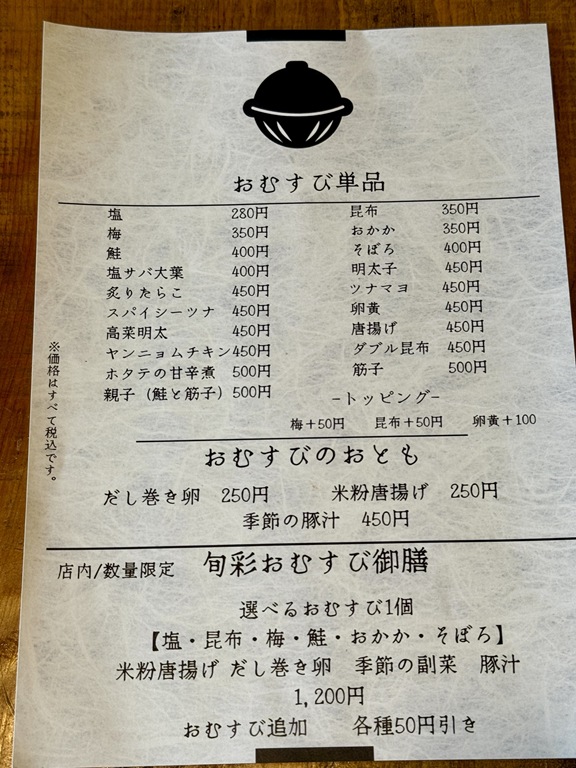 おむすび単品
塩 280円
梅 350円
鮭 400円
塩サバ大葉 400円
炙りたらこ 450円
スパイシーツナ 450円
高菜明太 450円
ヤンニョムチキン 450円
ホタテの甘辛煮 500円
親子（鮭と筋子）500円
昆布 350円
おかか 350円
そぼろ 400円
明太子 450円
ツナマヨ 450円
卵黄 450円
唐揚げ 450円
ダブル昆布 450円
筋子 500円
-トッピング-
梅＋50円 昆布＋50円 卵黄＋100
※価格はすべて税込です。
おむすびのおとも
だし巻き卵 250円 米粉唐揚げ 250円
季節の豚汁 450円
店内/数量限定 旬彩おむすび御膳
選べるおむすび1個
【塩・昆布・梅・鮭・おかか・そぼろ】
米粉唐揚げ だし巻き卵 季節の副菜 豚汁
1,200円
おむすび追加 各種50円引き